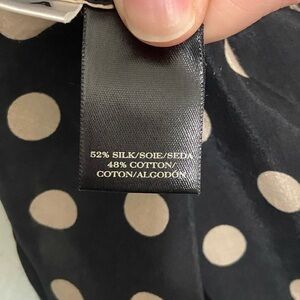 52% SILK/SOIE/SEDA
48% COTTON/
COTON/ALGODÓN